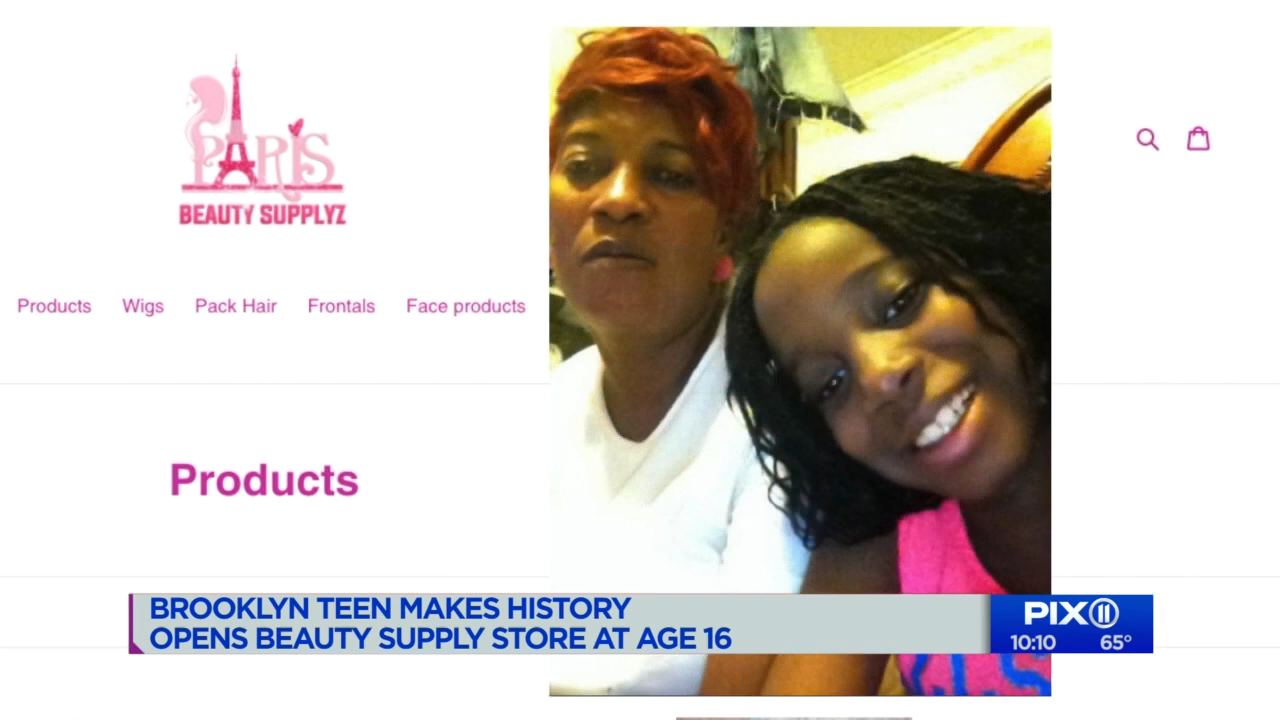 PARIS
BEAUTY SUPPLYZ
Products
Wigs
Pack Hair
Frontals
Face products
Products
BROOKLYN TEEN MAKES HISTORY
OPENS BEAUTY SUPPLY STORE AT AGE 16
PIX11
10:10 65°